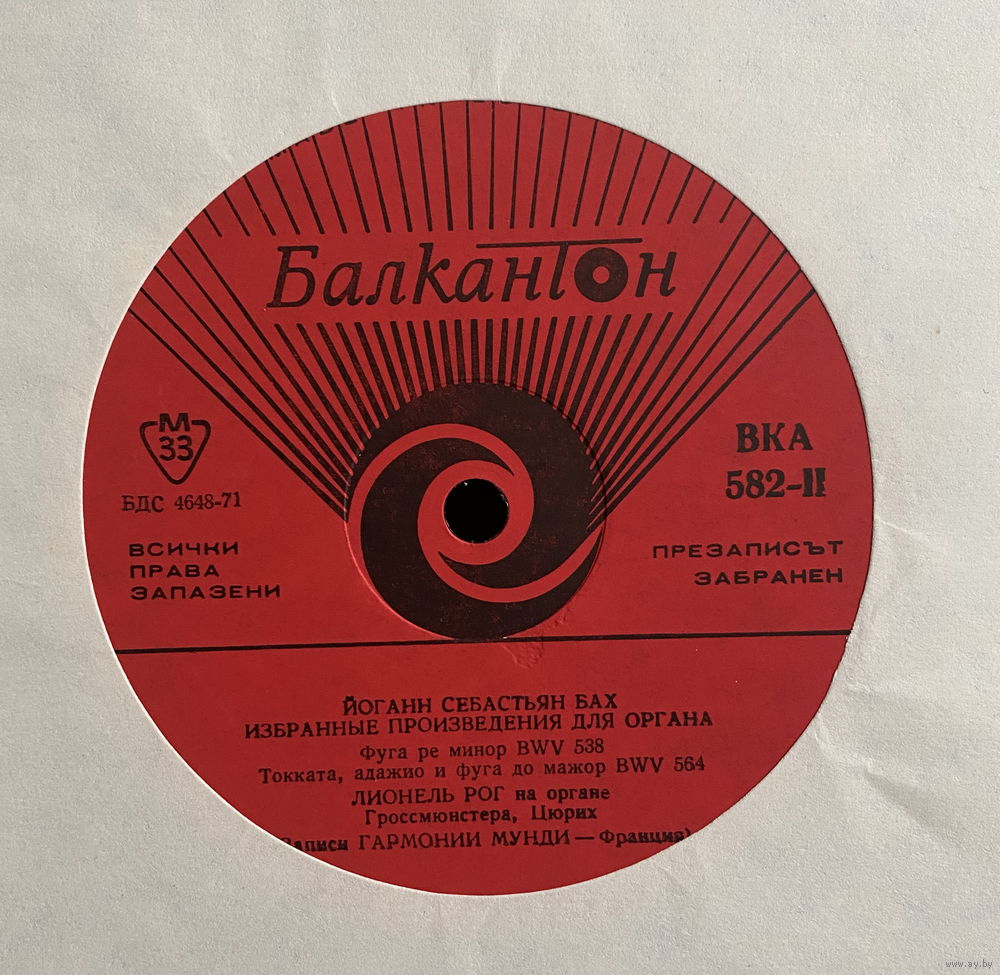 Балкантон
М
33
БДС 4648-71
ВСИЧКИ
ПРАВА
ЗАПАЗЕНИ
ВКА
582-II
ПРЕЗАПИСЪТ
ЗАБРАНЕН
ЙОГАНН СЕБАСТЬЯН БАХ
ИЗБРАННЫЕ ПРОИЗВЕДЕНИЯ ДЛЯ ОРГАНА
Фуга ре минор BWV 538
Токката, адажио и фуга до мажор BWV 564
ЛИОНЕЛЬ РОГ на органе
Гроссмюнстера, Цюрих
Записи ГАРМОНИИ МУНДИ — Франция)
www.ay.by